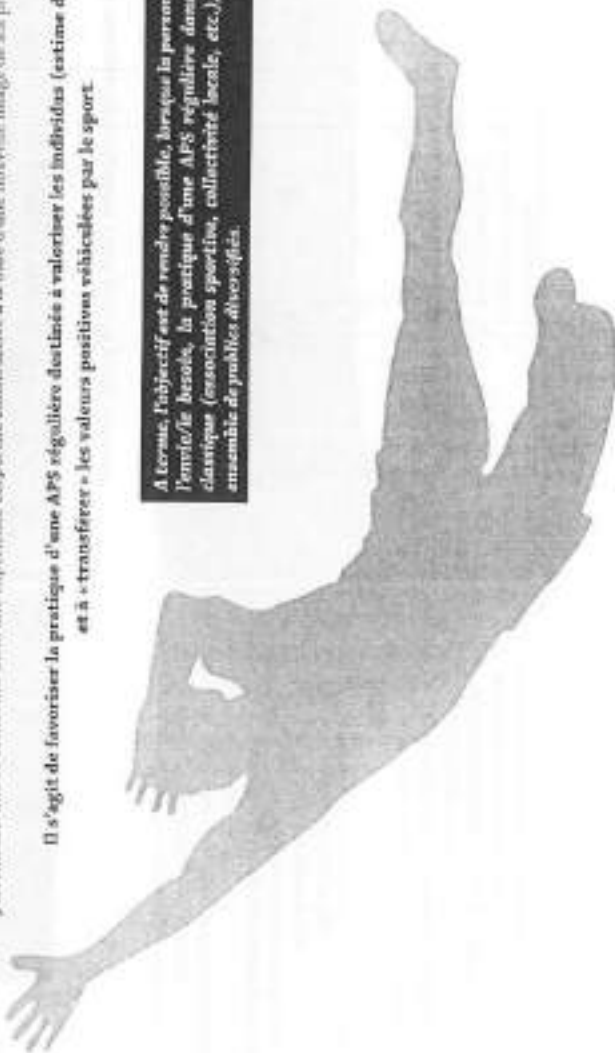 Il s'agit de favoriser la pratique d'une APS régulière destinée à valoriser les individus (estime d
et à « transférer » les valeurs positives véhiculées par le sport.
A terme, l'objectif est de rendre possible, lorsque la person
l'envie/le besoin, la pratique d'une APS régulière dans
classique (association sportive, collectivité locale, etc.),
ensemble de publics diversifiés.